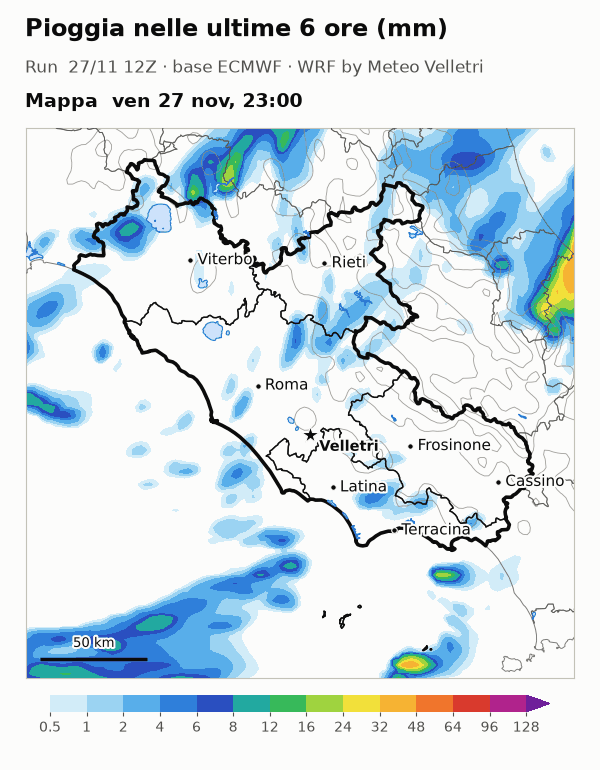 Pioggia nelle ultime 6 ore (mm)
Run 27/11 12Z · base ECMWF · WRF by Meteo Velletri
Mappa ven 27 nov, 23:00
Viterbo
Rieti
Roma
Velletri
Frosinone
Latina
Cassino
Terracina
50 km
0.5 1 2 4 6 8 12 16 24 32 48 64 96 128